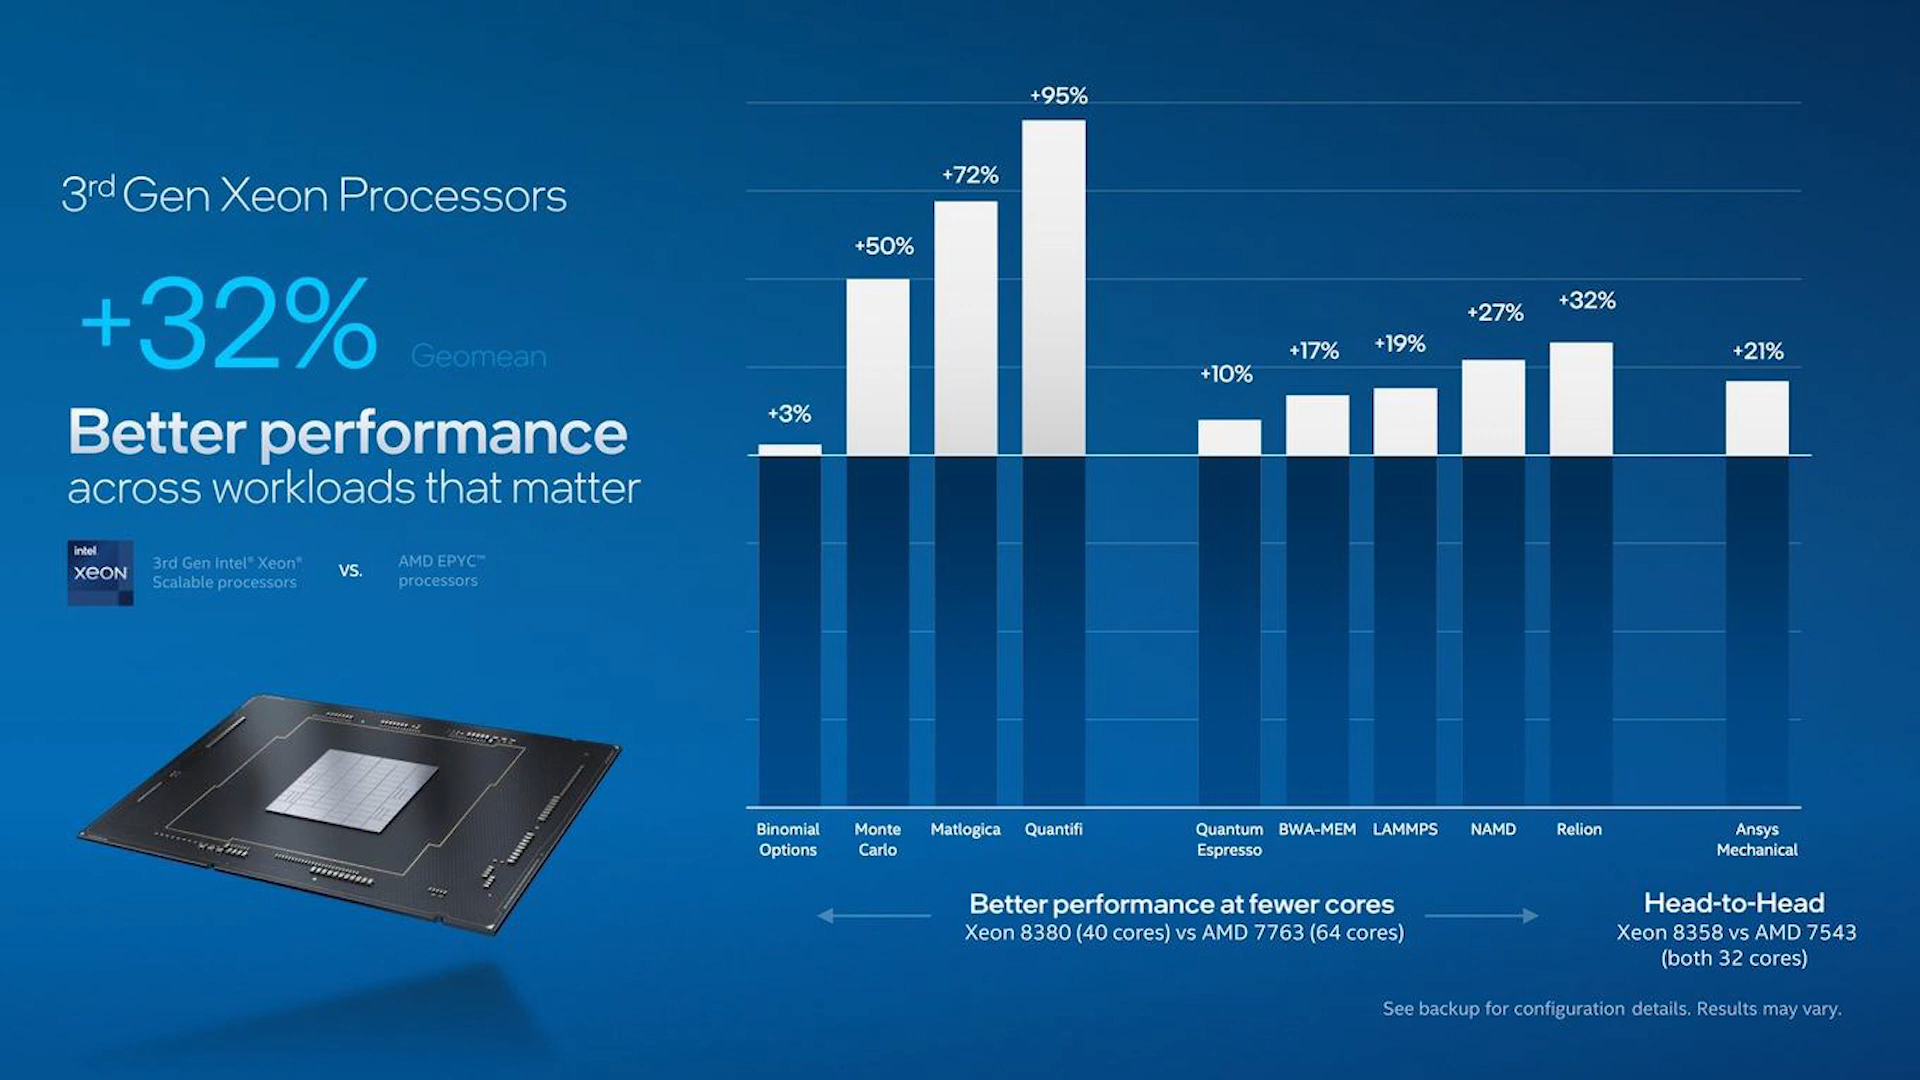 3rd Gen Xeon Processors
+32% Geomean
Better performance
across workloads that matter
intel
XEON
3rd Gen Intel® Xeon®
Scalable processors
VS.
AMD EPYC™
processors
+3%
+50%
+72%
+95%
+10%
+17%
+19%
+27%
+32%
+21%
Binomial
Options
Monte
Carlo
Matlogica
Quantifi
Quantum
Espresso
BWA-MEM
LAMMPS
NAMD
Relion
Ansys
Mechanical
Better performance at fewer cores
Xeon 8380 (40 cores) vs AMD 7763 (64 cores)
Head-to-Head
Xeon 8358 vs AMD 7543
(both 32 cores)
See backup for configuration details. Results may vary.